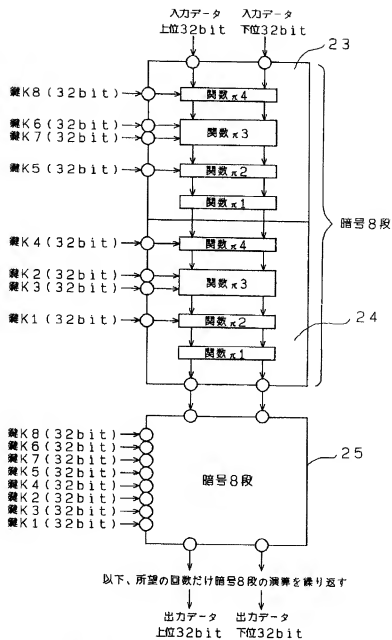 入力データ 入力データ
上位32bit 下位32bit
23
鍵K8(32bit) 関数π4
鍵K6(32bit)
鍵K7(32bit) 関数π3
鍵K5(32bit) 関数π2
関数π1
暗号8段
鍵K4(32bit) 関数π4
鍵K2(32bit)
鍵K3(32bit) 関数π3
鍵K1(32bit) 関数π2
24
関数π1
鍵K8(32bit)
鍵K6(32bit)
鍵K7(32bit)
鍵K5(32bit)
鍵K4(32bit)
鍵K2(32bit)
鍵K3(32bit)
鍵K1(32bit)
暗号8段
25
以下、所望の回数だけ暗号8段の演算を繰り返す
出力データ 出力データ
上位32bit 下位32bit